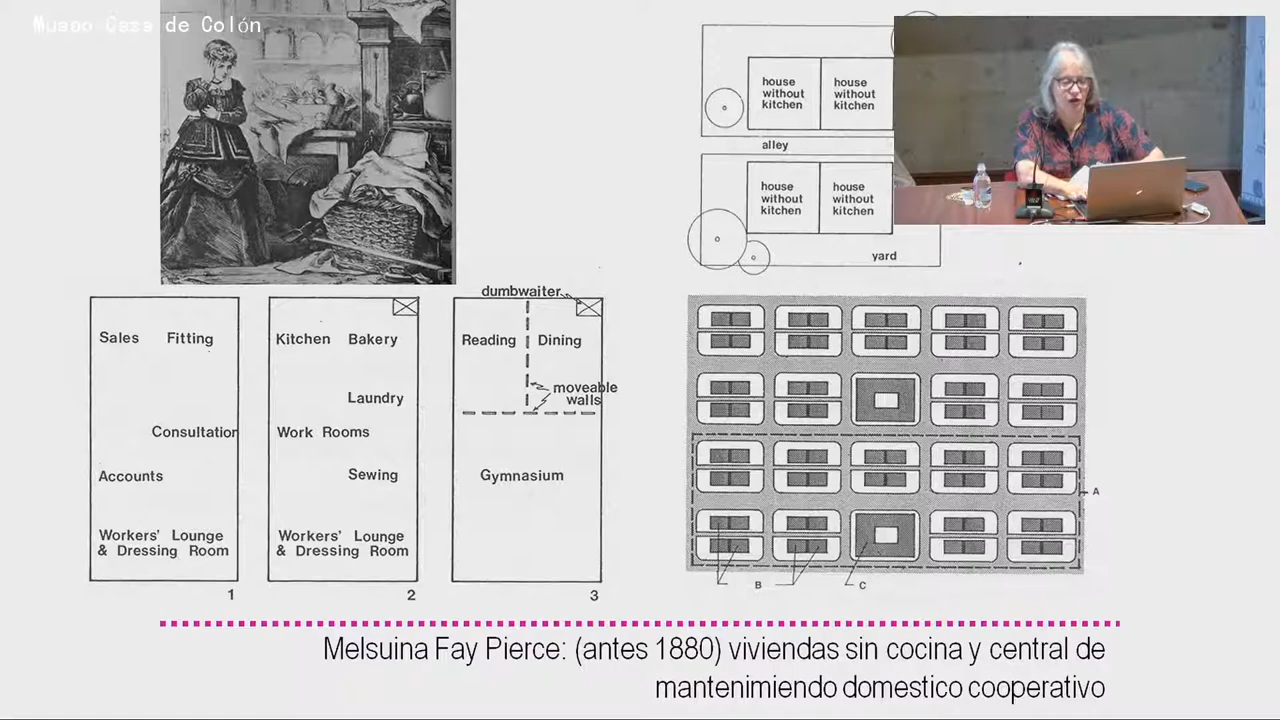 Museo Casa de Colón
house
without
kitchen
house
without
kitchen
alley
house
without
kitchen
house
without
kitchen
yard
dumbwaiter
Sales Fitting
Consultation
Accounts
Workers' Lounge
& Dressing Room
1
Kitchen Bakery
Laundry
Work Rooms
Sewing
Workers' Lounge
& Dressing Room
2
Reading Dining
moveable
walls
Gymnasium
3
A
B
C
Melsuina Fay Pierce: (antes 1880) viviendas sin cocina y central de
mantenimiendo domestico cooperativo